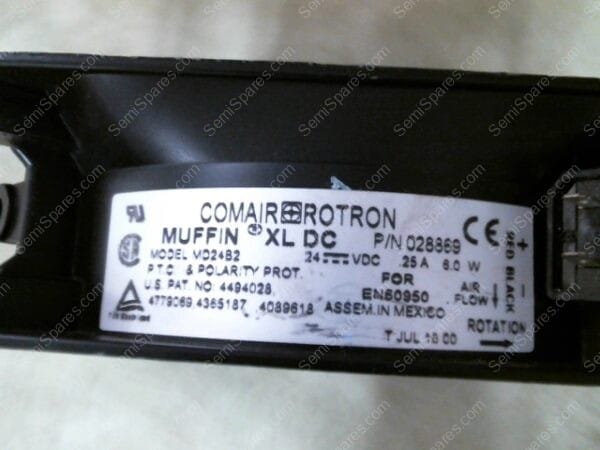 COMAIR ROTRON
MUFFIN XL DC P/N 028869
MODEL MD24B2 24 VDC .25A 6.0 W
P.T.C. & POLARITY PROT. FOR
U.S. PAT. NO. 4494028, EN60950
4779069,4365187, 4089618 ASSEM.IN MEXICO
T JUL 18 00
CE
+ RED
- BLACK
AIR
FLOW
ROTATION
SemiSpares.com